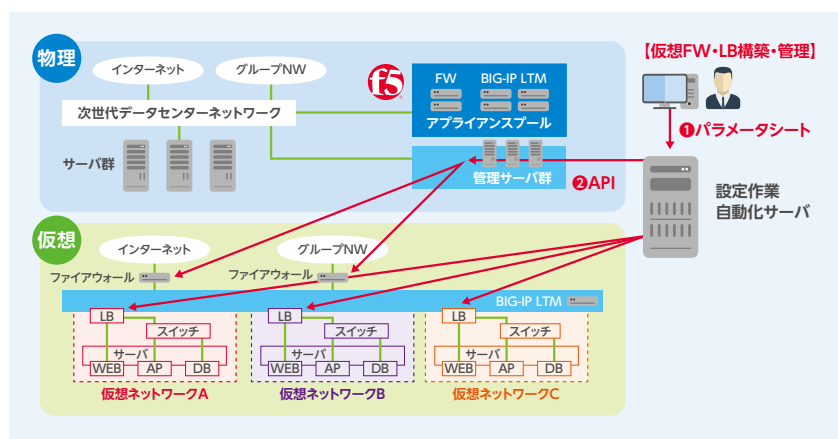 物理
インターネット
グループNW
次世代データセンターネットワーク
サーバ群
f5
FW
BIG-IP LTM
アプライアンスプール
管理サーバ群
【仮想FW・LB構築・管理】
❶パラメータシート
❷API
設定作業
自動化サーバ
仮想
インターネット
グループNW
ファイアウォール
ファイアウォール
BIG-IP LTM
LB
スイッチ
サーバ
WEB
AP
DB
仮想ネットワークA
LB
スイッチ
サーバ
WEB
AP
DB
仮想ネットワークB
LB
スイッチ
サーバ
WEB
AP
DB
仮想ネットワークC